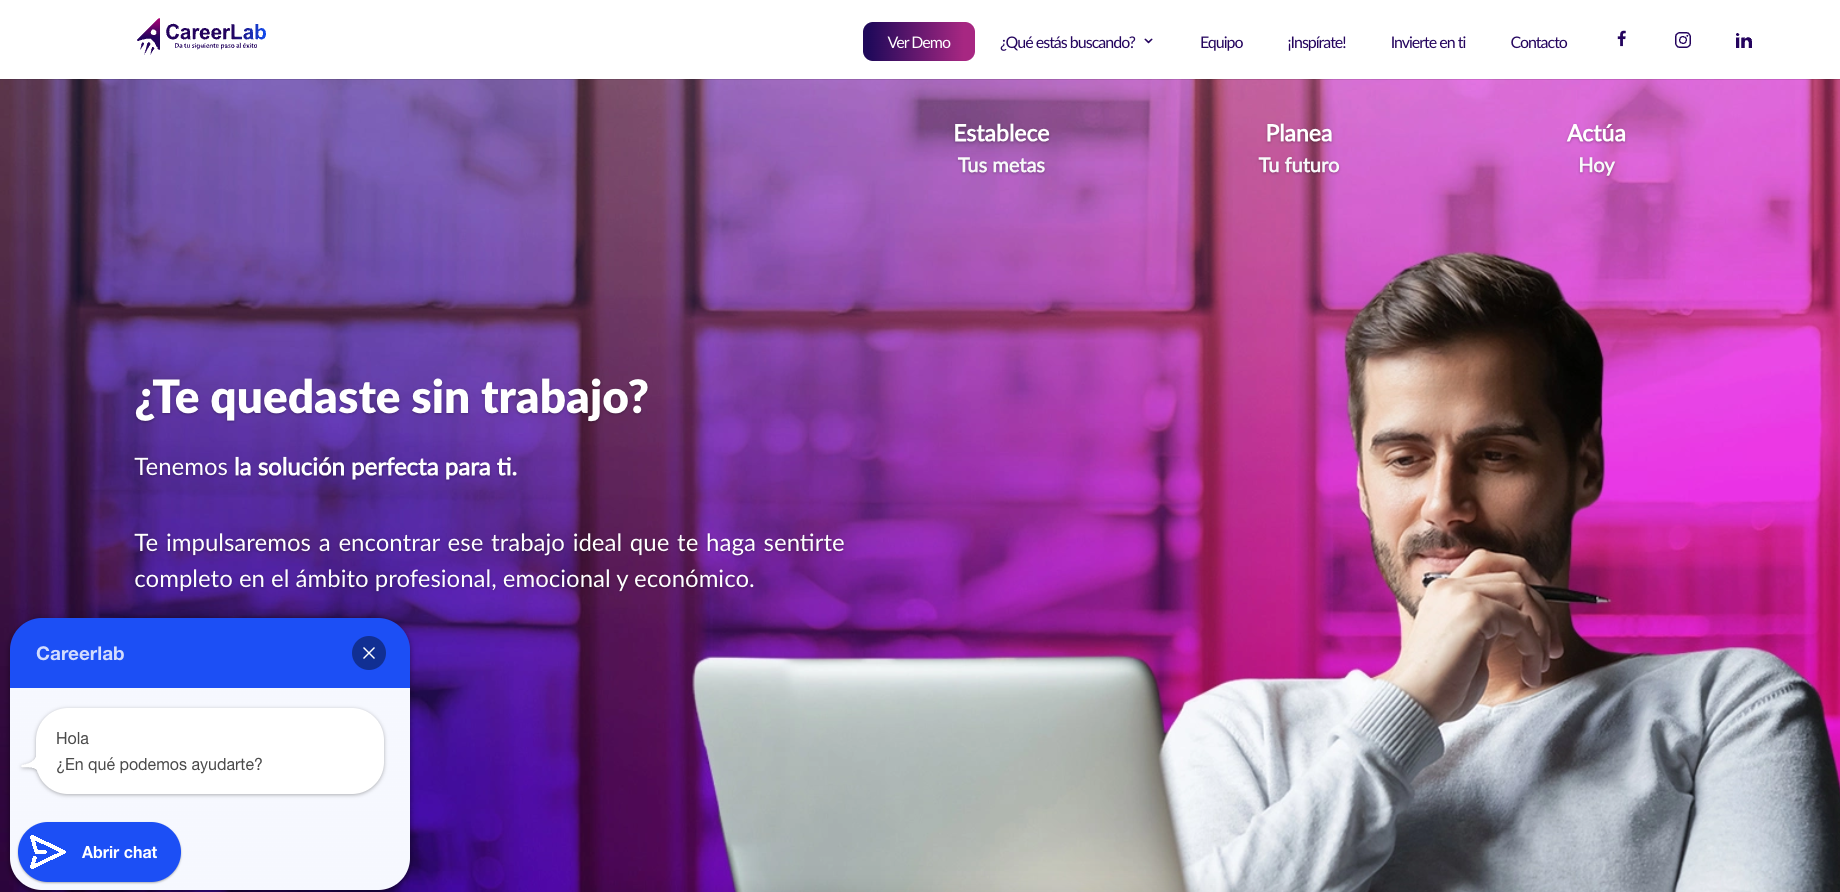 CareerLab
Da tu siguiente paso al éxito
Ver Demo
¿Qué estás buscando?
Equipo
¡Inspírate!
Invierte en ti
Contacto
Establece
Tus metas
Planea
Tu futuro
Actúa
Hoy
¿Te quedaste sin trabajo?
Tenemos la solución perfecta para ti.
Te impulsaremos a encontrar ese trabajo ideal que te haga sentirte
completo en el ámbito profesional, emocional y económico.
Careerlab
Hola
¿En qué podemos ayudarte?
Abrir chat